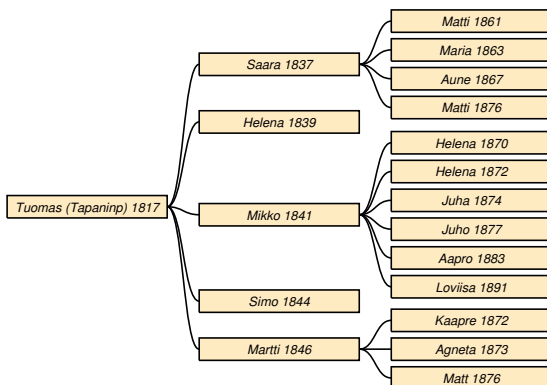 Matti 1861
Maria 1863
Saara 1837
Aune 1867
Matti 1876
Helena 1839
Helena 1870
Helena 1872
Juha 1874
Tuomas (Tapaninp) 1817
Mikko 1841
Juho 1877
Aapro 1883
Loviisa 1891
Simo 1844
Kaapre 1872
Martti 1846
Agneta 1873
Matt 1876